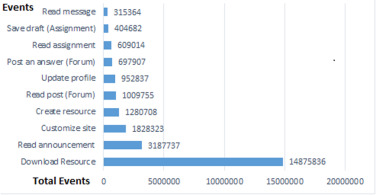 Events
Read message 315364
Save draft (Assignment) 404682
Read assignment 609014
Post an answer (Forum) 697907
Update profile 952837
Read post (Forum) 1009755
Create resource 1280708
Customize site 1828323
Read announcement 3187737
Download Resource 14875836
Total Events 0 5000000 10000000 15000000 20000000